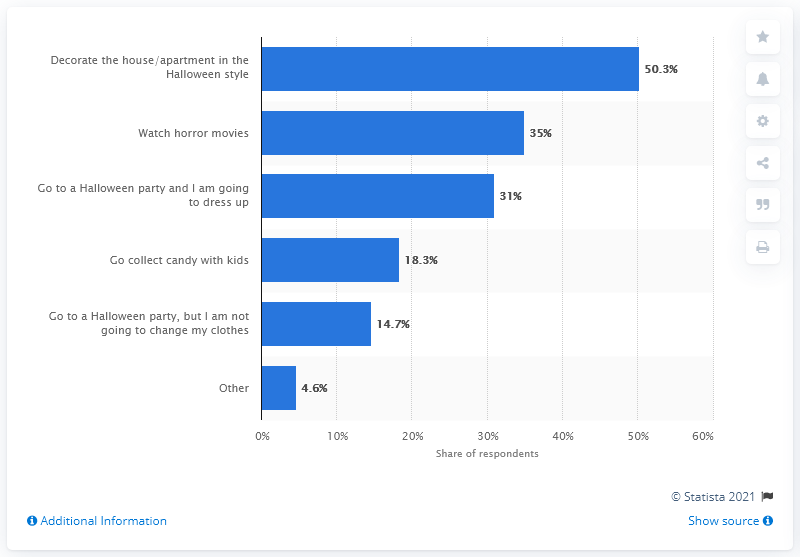 Decorate the house/apartment in the
Halloween style
50.3%
Watch horror movies
35%
Go to a Halloween party and I am going
to dress up
31%
Go collect candy with kids
18.3%
Go to a Halloween party, but I am not
going to change my clothes
14.7%
Other
4.6%
0% 10% 20% 30% 40% 50% 60%
Share of respondents
© Statista 2021
Additional Information
Show source